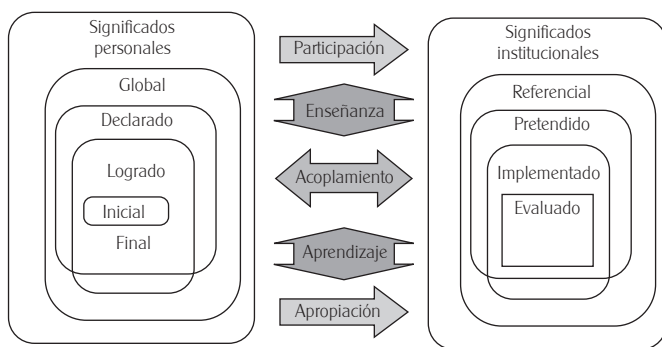 Significados
personales
Global
Declarado
Logrado
Inicial
Final
Participación
Enseñanza
Acoplamiento
Aprendizaje
Apropiación
Significados
institucionales
Referencial
Pretendido
Implementado
Evaluado